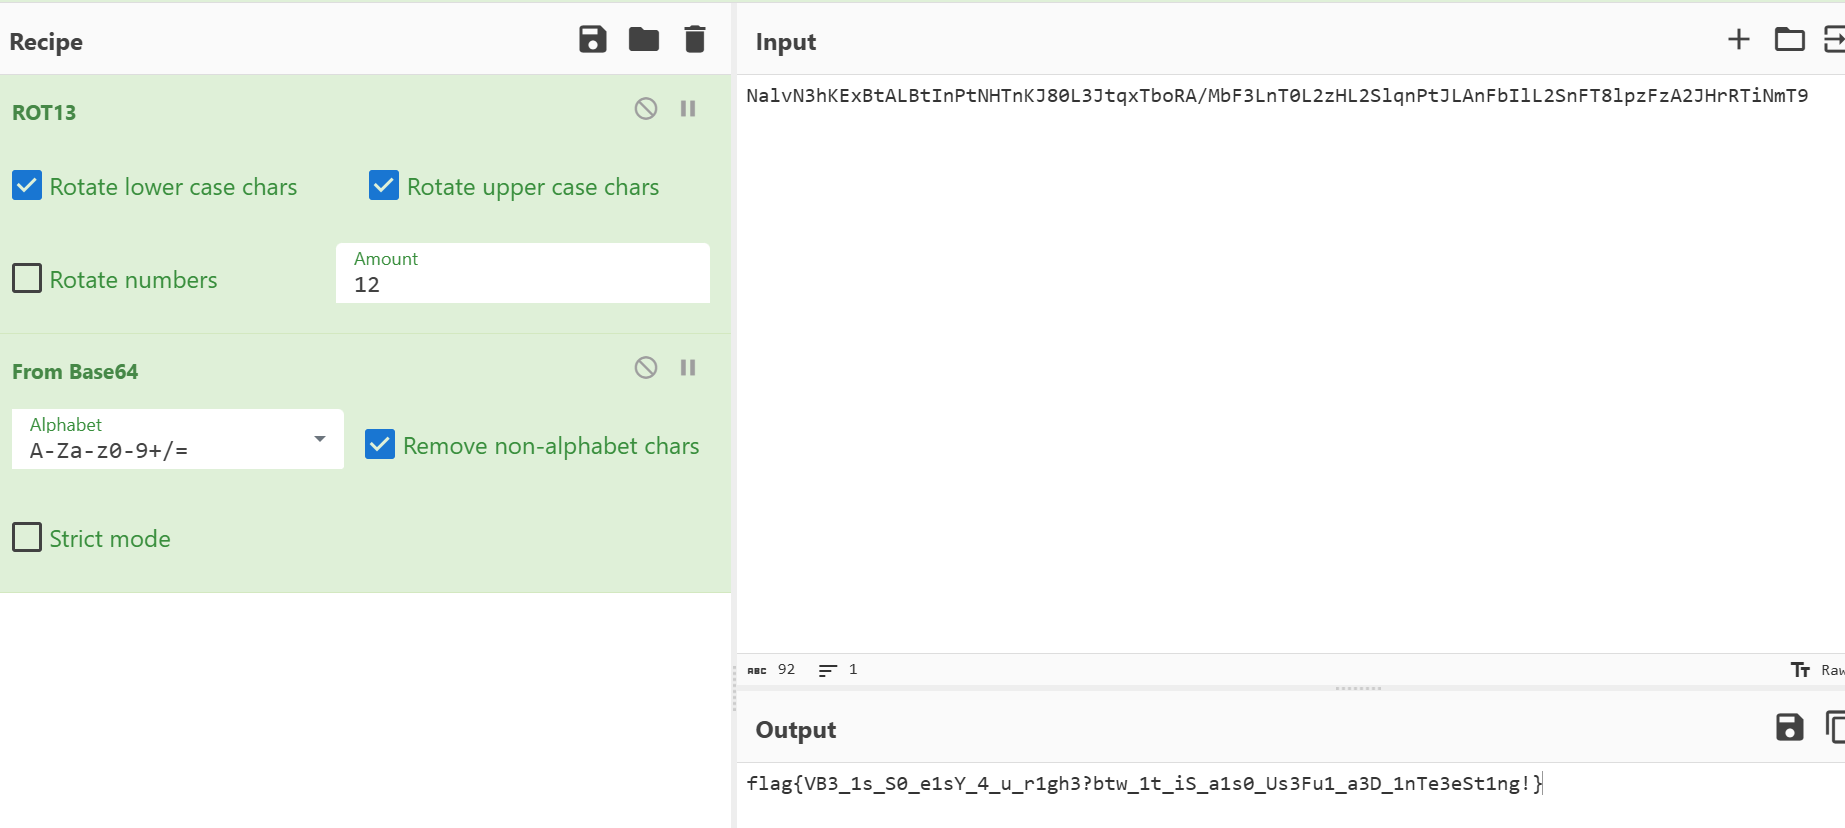 Recipe
ROT13
Rotate lower case chars
Rotate upper case chars
Rotate numbers
Amount
12
From Base64
Alphabet
A-Za-z0-9+/=
Remove non-alphabet chars
Strict mode
Input
NalvN3hKExBtALBtInPtNHTnKJ80L3JtqxTboRA/MbF3LnT0L2zHL2SlqnPtJLAnFbIlL2SnFT8lpzFzA2JHrRTiNmT9
ABC 92
1
Tт Raw
Output
flag{VB3_1s_S0_e1sY_4_u_r1gh3?btw_1t_iS_a1s0_Us3Fu1_a3D_1nTe3eSt1ng!}